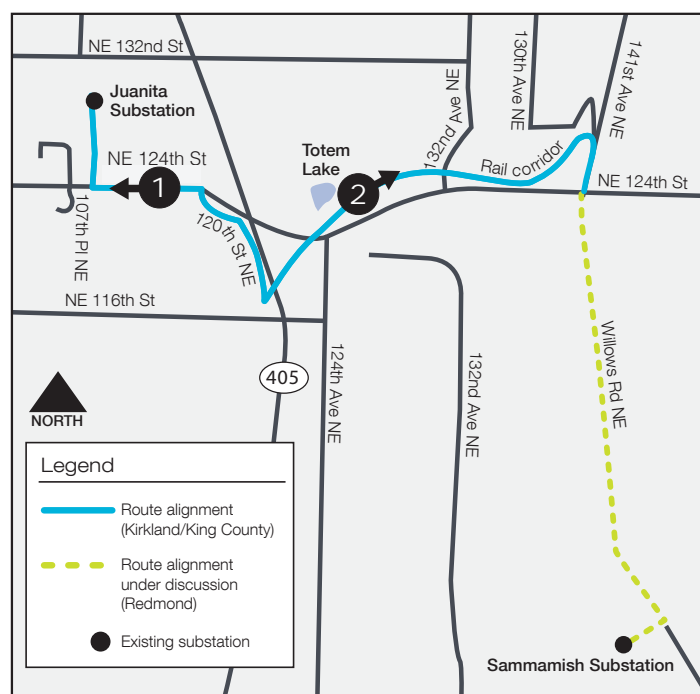 NE 132nd St
Juanita
Substation
130th Ave NE
141st Ave NE
132nd Ave NE
NE 124th St
1
Totem
Lake
2
Rail corridor
NE 124th St
107th Pl NE
120th St NE
NE 116th St
405
124th Ave NE
132nd Ave NE
Willows Rd NE
NORTH
Legend
Route alignment
(Kirkland/King County)
Route alignment
under discussion
(Redmond)
Existing substation
Sammamish Substation